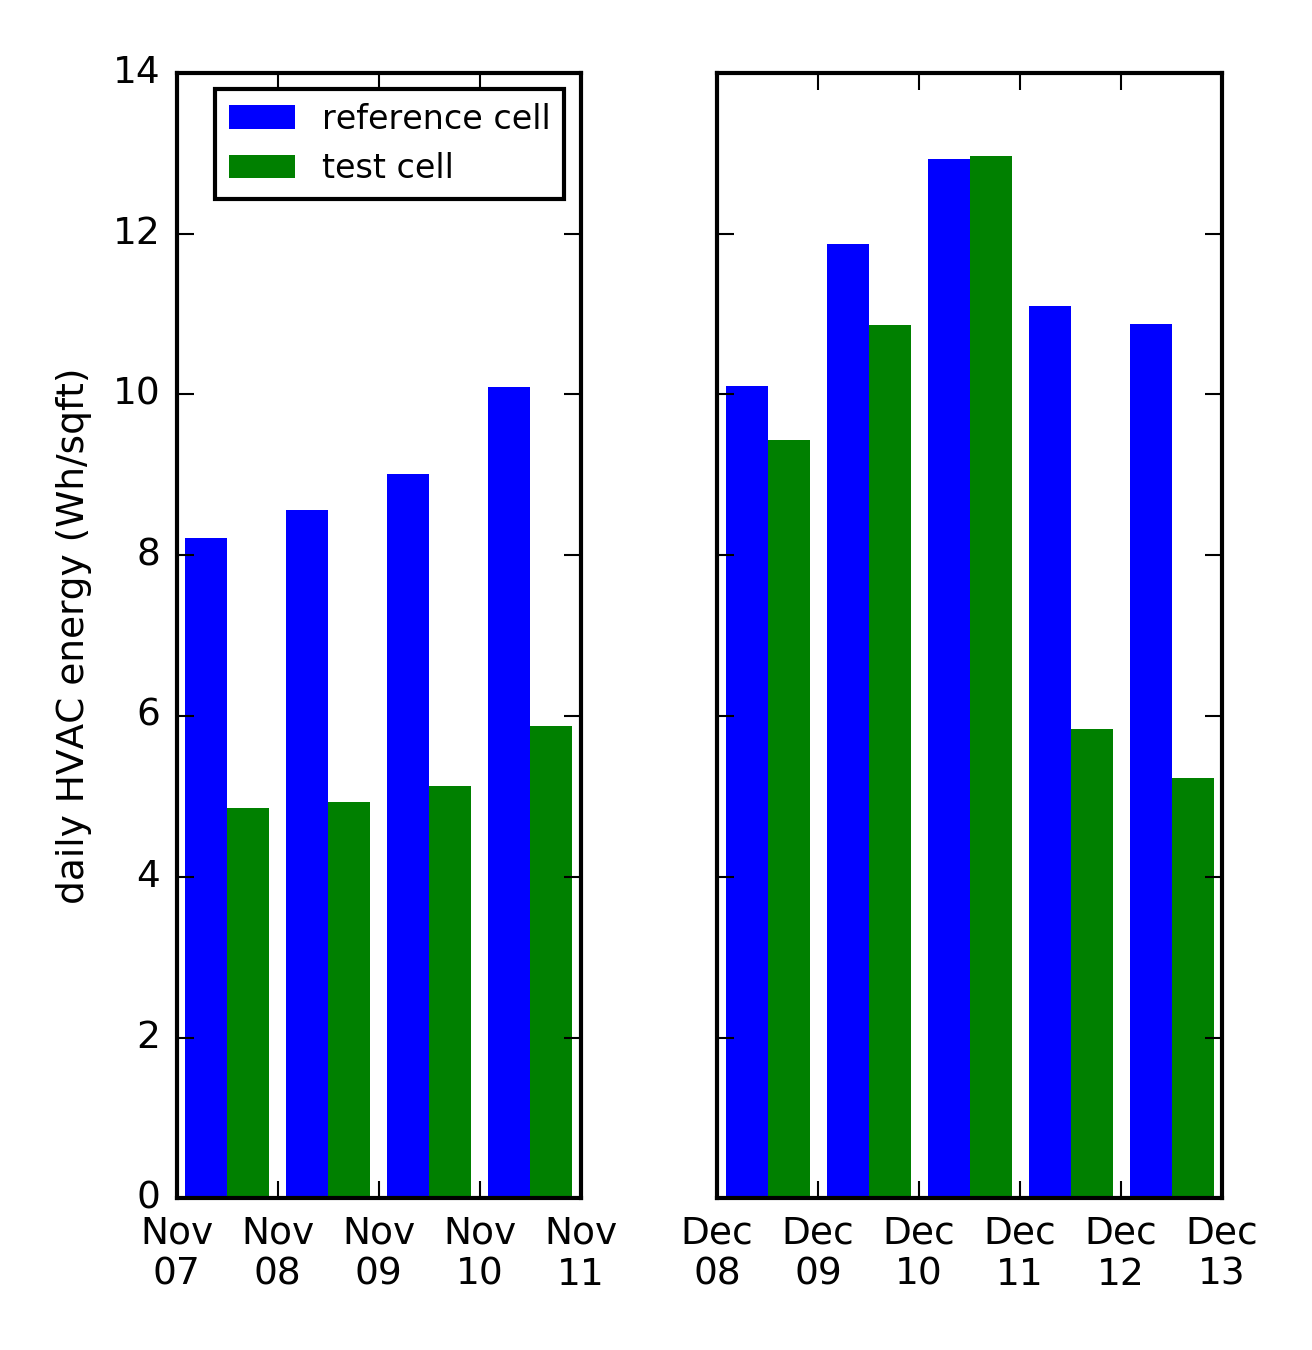 daily HVAC energy (Wh/sqft)
14
12
10
8
6
4
2
0
reference cell
test cell
Nov Nov Nov Nov Nov
07 08 09 10 11
Dec Dec Dec Dec Dec Dec
08 09 10 11 12 13